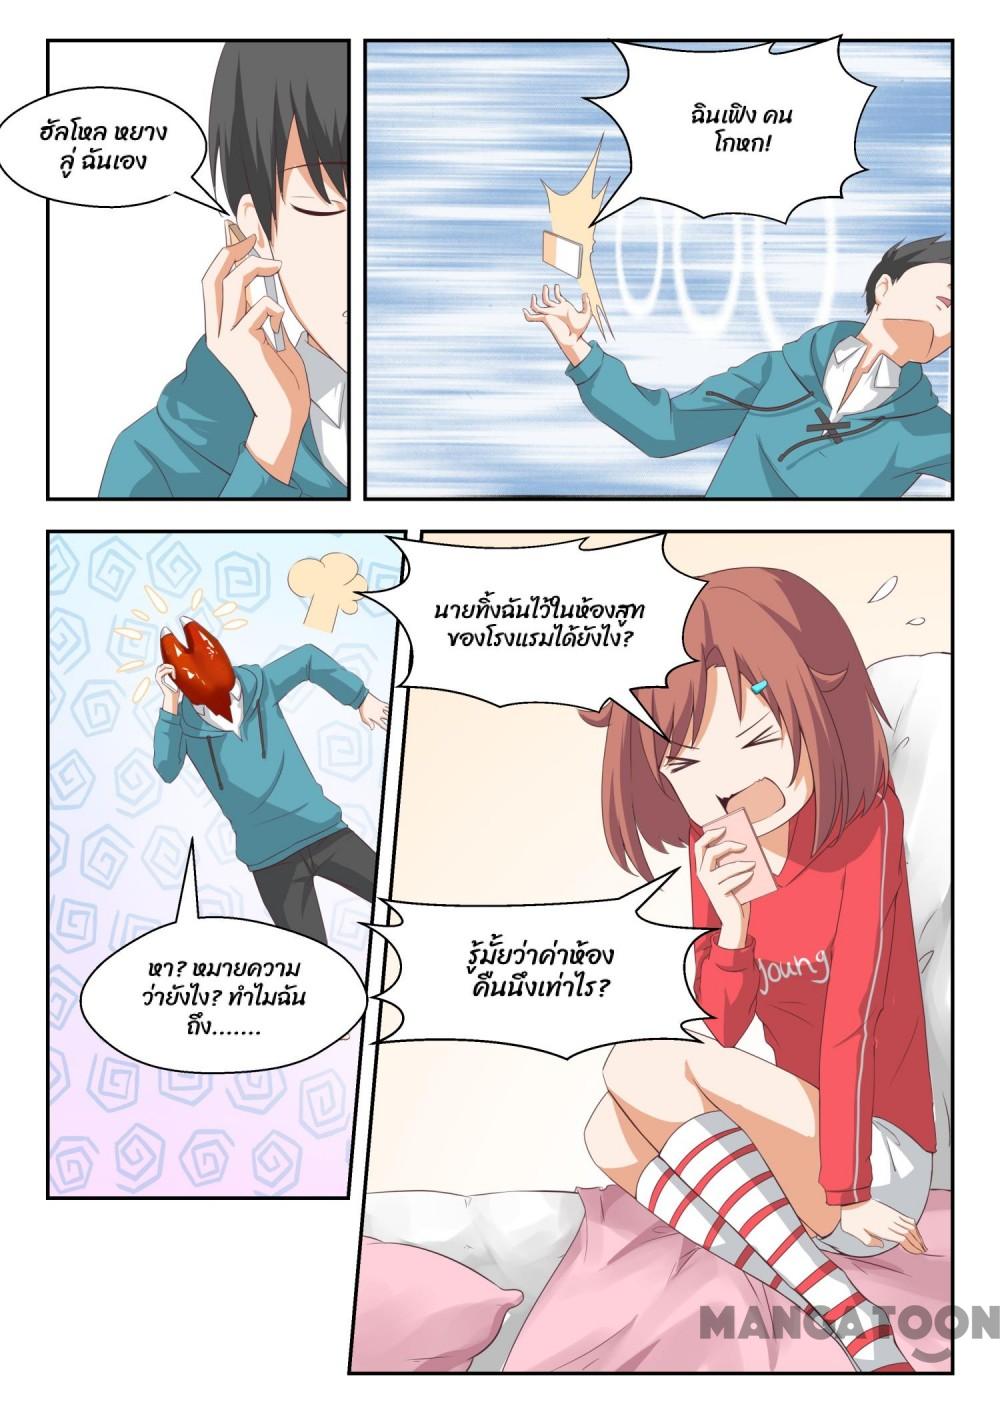 ฮัลโหล หยาง
ลู่ ฉันเอง
ฉินเฟิง คน
โกหก!
นายทิ้งฉันไว้ในห้องสูท
ของโรงแรมได้ยังไง?
หา? หมายความ
ว่ายังไง? ทำไมฉัน
ถึง.......
รู้มั้ยว่าค่าห้อง
คืนนึงเท่าไร?
young
MANGATOON